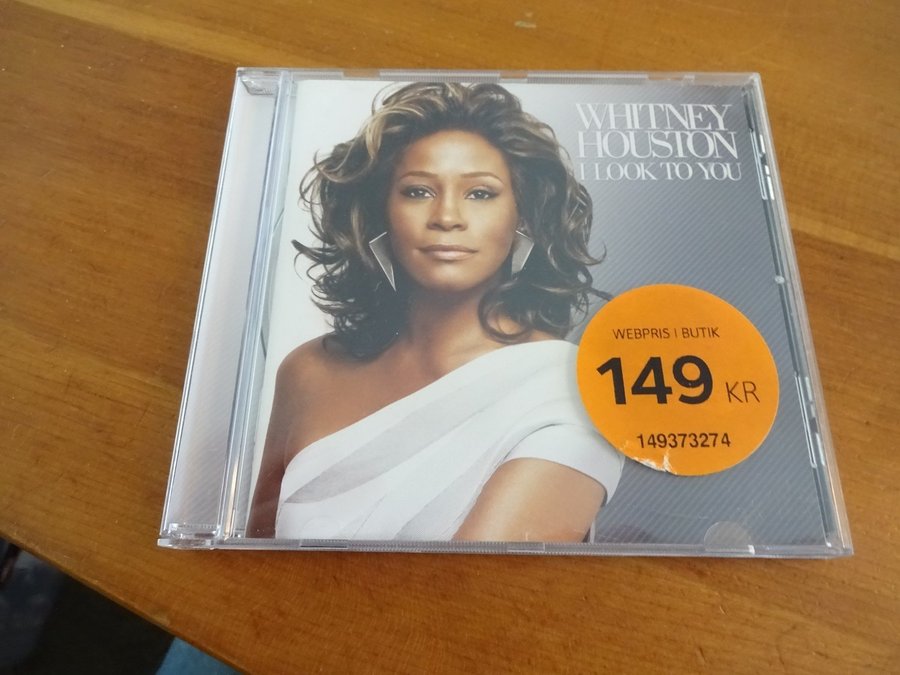 WHITNEY
HOUSTON
I LOOK TO YOU
WEBPRIS I BUTIK
149 KR
149373274